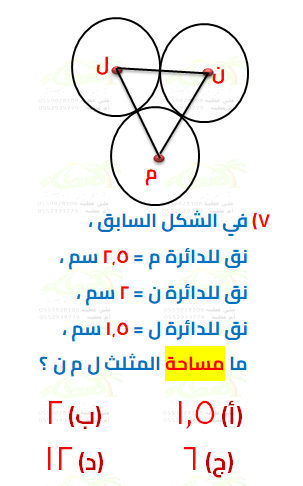 ل
ن
م
٧) في الشكل السابق ،
نق للدائرة م = ٢,٥ سم ،
نق للدائرة ن = ٢ سم ،
نق للدائرة ل = ١,٥ سم ،
ما مساحة المثلث ل م ن ؟
(أ) ١,٥ (ب) ٢
(ج) ٦ (د) ١٢